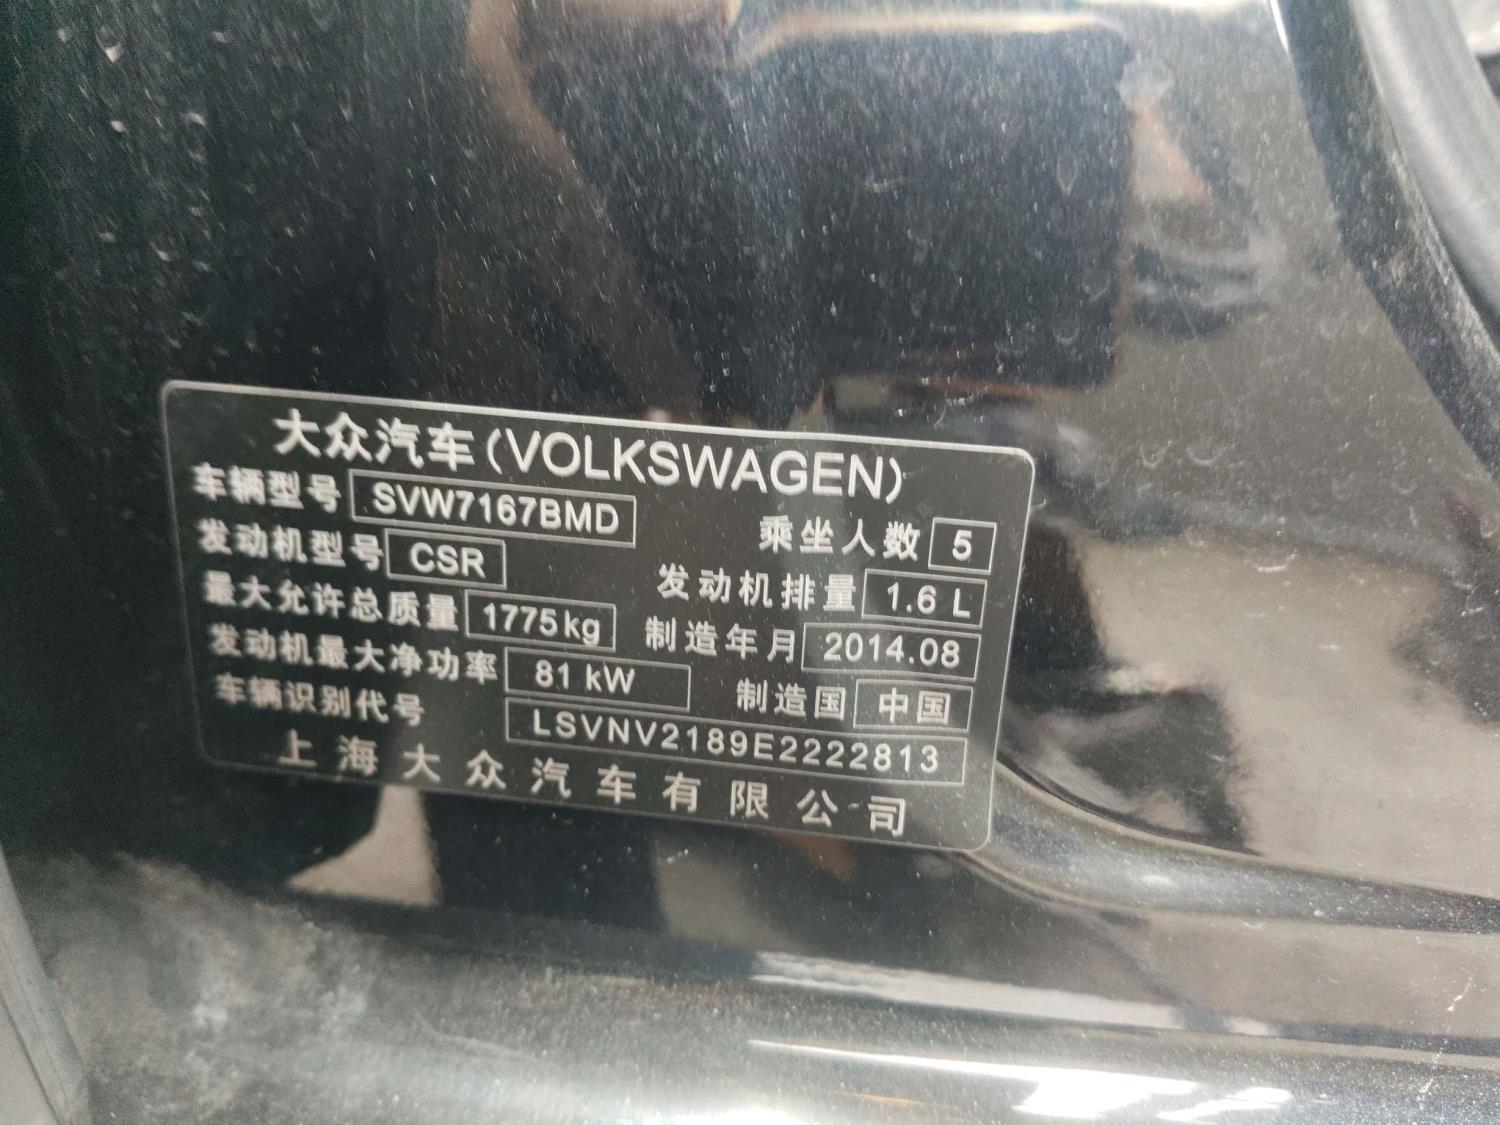 大众汽车(VOLKSWAGEN)
车辆型号 SVW7167BMD 乘坐人数 5
发动机型号 CSR 发动机排量 1.6 L
最大允许总质量 1775kg 制造年月 2014.08
发动机最大净功率 81 kW 制造国 中国
车辆识别代号 LSVNV2189E2222813
上海大众汽车有限公司